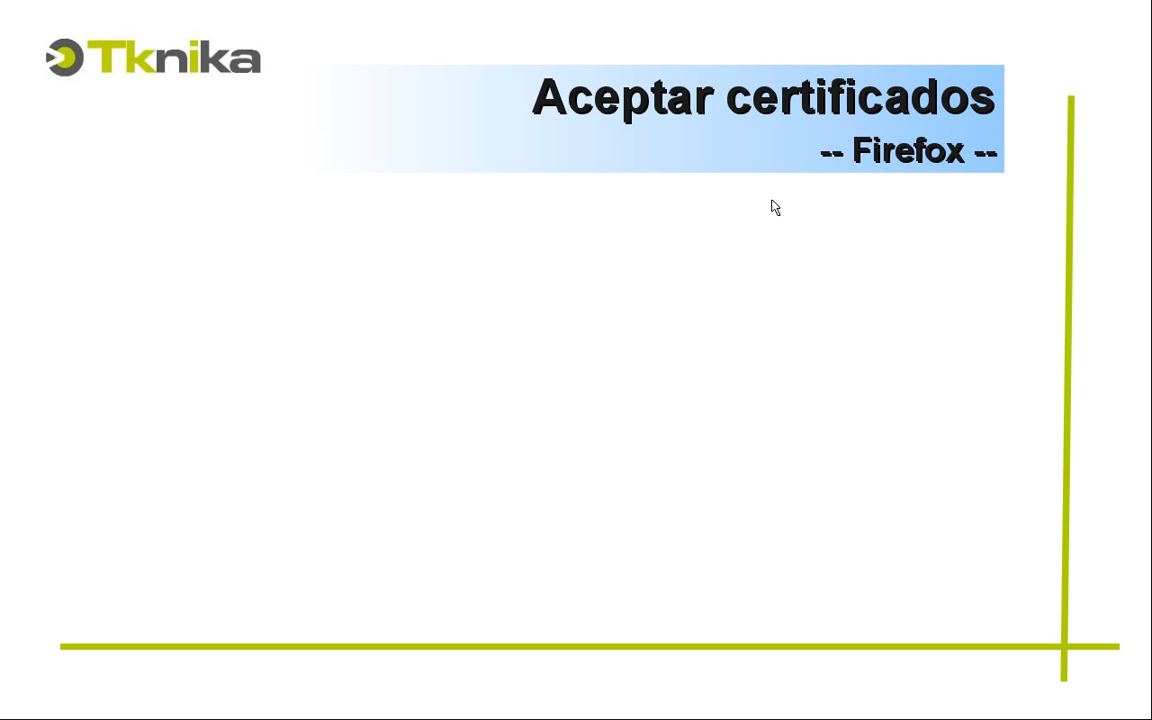 Tknika
Aceptar certificados
-- Firefox --